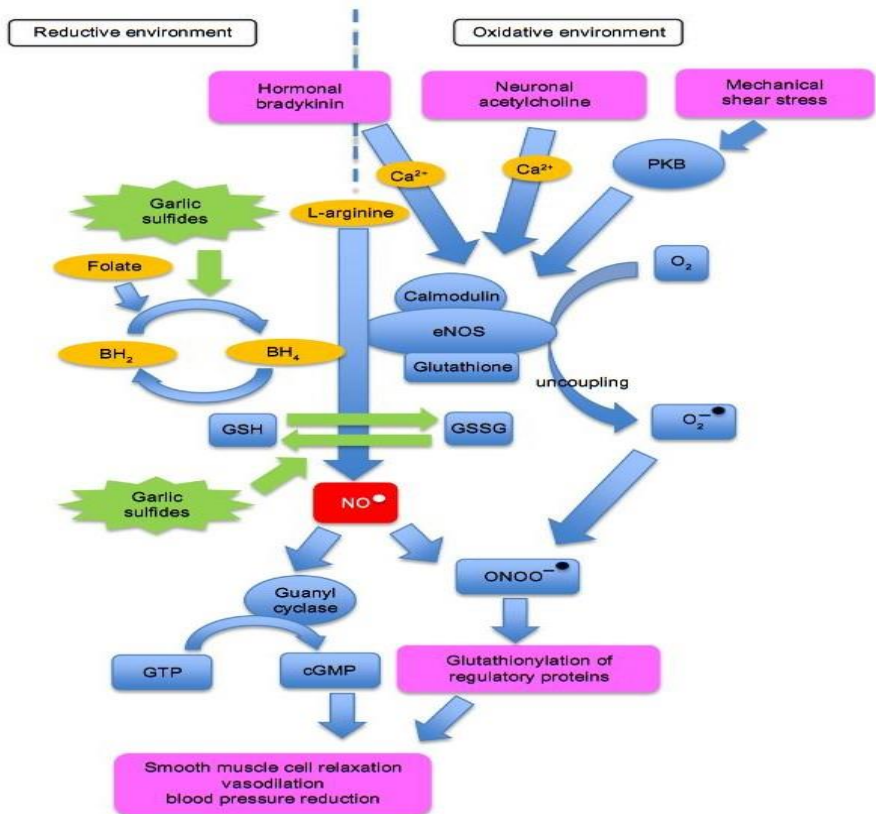 Reductive environment
Oxidative environment
Hormonal
bradykinin
Neuronal
acetylcholine
Mechanical
shear stress
Ca²⁺
Ca²⁺
PKB
Garlic
sulfides
L-arginine
Folate
O₂
Calmodulin
eNOS
Glutathione
BH₂
BH₄
uncoupling
GSH
GSSG
O₂⁻•
Garlic
sulfides
NO•
ONOO⁻•
Guanyl
cyclase
GTP
cGMP
Glutathionylation of
regulatory proteins
Smooth muscle cell relaxation
vasodilation
blood pressure reduction